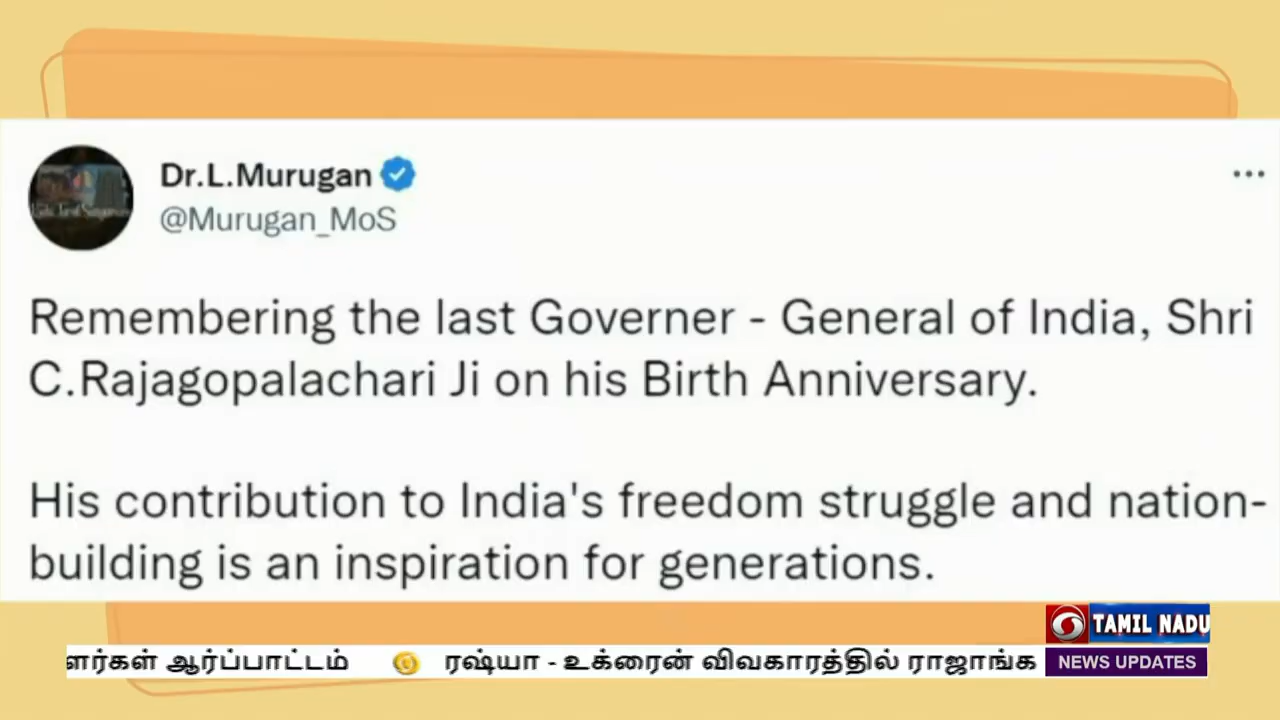 Dr.L.Murugan
@Murugan_MoS
Remembering the last Governer - General of India, Shri
C.Rajagopalachari Ji on his Birth Anniversary.
His contribution to India's freedom struggle and nation-
building is an inspiration for generations.
TAMIL NADU
ளர்கள் ஆர்ப்பாட்டம் ரஷ்யா - உக்ரைன் விவகாரத்தில் ராஜாங்க
NEWS UPDATES